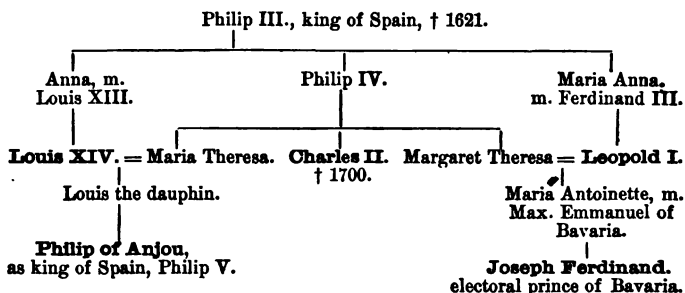 Philip III., king of Spain, † 1621.
Anna, m.
Louis XIII.
Philip IV.
Maria Anna.
m. Ferdinand III.
Louis XIV. = Maria Theresa. Charles II. Margaret Theresa = Leopold I.
† 1700.
Louis the dauphin.
Maria Antoinette, m.
Max. Emmanuel of
Bavaria.
Philip of Anjou,
as king of Spain, Philip V.
Joseph Ferdinand.
electoral prince of Bavaria.